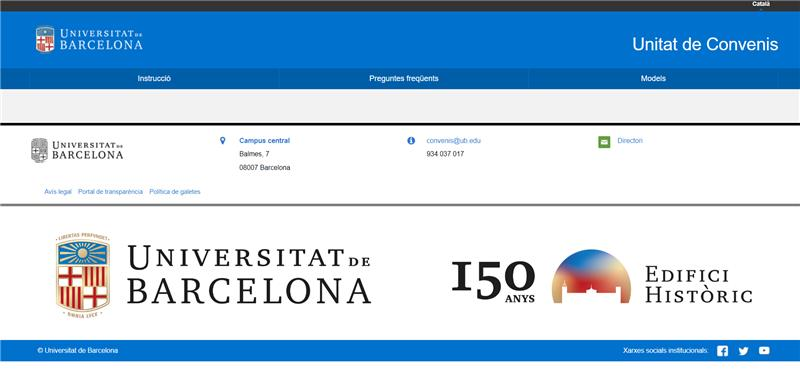 Català
UNIVERSITAT DE
BARCELONA
Unitat de Convenis
Instrucció
Preguntes freqüents
Models
UNIVERSITAT DE
BARCELONA
Campus central
Balmes, 7
08007 Barcelona
convenis@ub.edu
934 037 017
Directori
Avís legal Portal de transparència Política de galetes
LIBERTAS PERFUNDET
OMNIA LUCE
UNIVERSITAT DE
BARCELONA
150
ANYS
EDIFICI
HISTÒRIC
© Universitat de Barcelona
Xarxes socials institucionals: